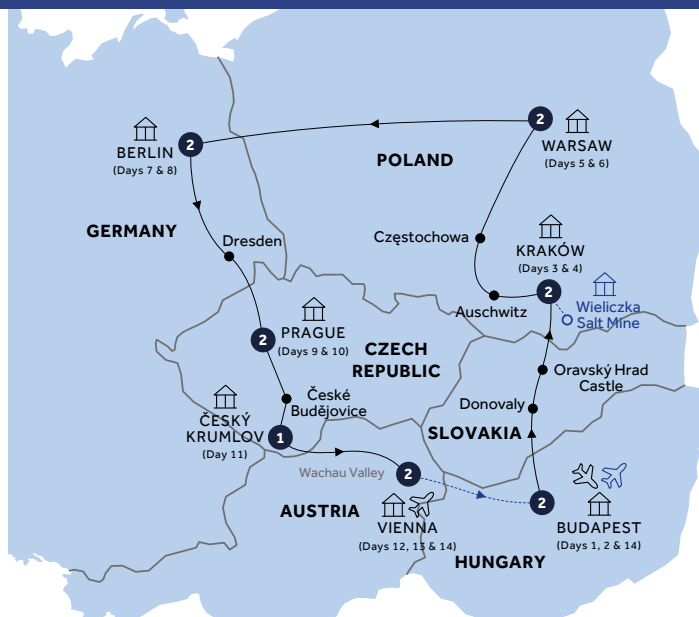 2
BERLIN
(Days 7 & 8)
2
WARSAW
(Days 5 & 6)
POLAND
GERMANY
Dresden
Częstochowa
KRAKÓW
(Days 3 & 4)
2
Auschwitz
Wieliczka
Salt Mine
2
PRAGUE
(Days 9 & 10)
CZECH
REPUBLIC
Oravský Hrad
Castle
České
Budějovice
Donovaly
ČESKÝ
KRUMLOV
(Day 11)
1
SLOVAKIA
Wachau Valley
2
AUSTRIA
VIENNA
(Days 12, 13 & 14)
2
BUDAPEST
(Days 1, 2 & 14)
HUNGARY